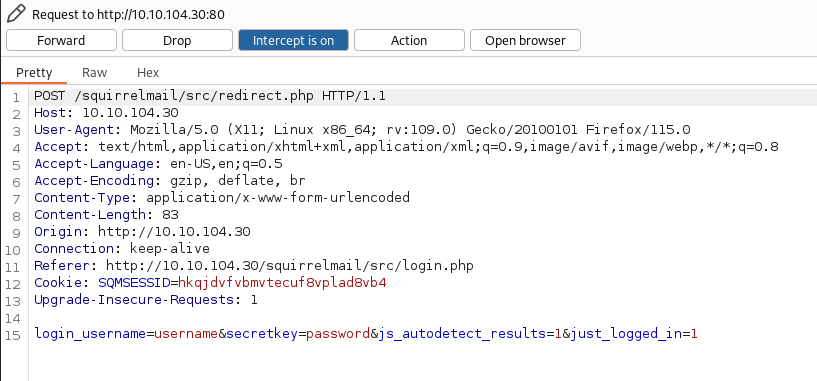 Request to http://10.10.104.30:80
Forward Drop Intercept is on Action Open browser
Pretty Raw Hex
1 POST /squirrelmail/src/redirect.php HTTP/1.1
2 Host: 10.10.104.30
3 User-Agent: Mozilla/5.0 (X11; Linux x86_64; rv:109.0) Gecko/20100101 Firefox/115.0
4 Accept: text/html,application/xhtml+xml,application/xml;q=0.9,image/avif,image/webp,*/*;q=0.8
5 Accept-Language: en-US,en;q=0.5
6 Accept-Encoding: gzip, deflate, br
7 Content-Type: application/x-www-form-urlencoded
8 Content-Length: 83
9 Origin: http://10.10.104.30
10 Connection: keep-alive
11 Referer: http://10.10.104.30/squirrelmail/src/login.php
12 Cookie: SQMSESSID=hkqjdvfvbmvtecuf8vplad8vb4
13 Upgrade-Insecure-Requests: 1
14
15 login_username=username&secretkey=password&js_autodetect_results=1&just_logged_in=1